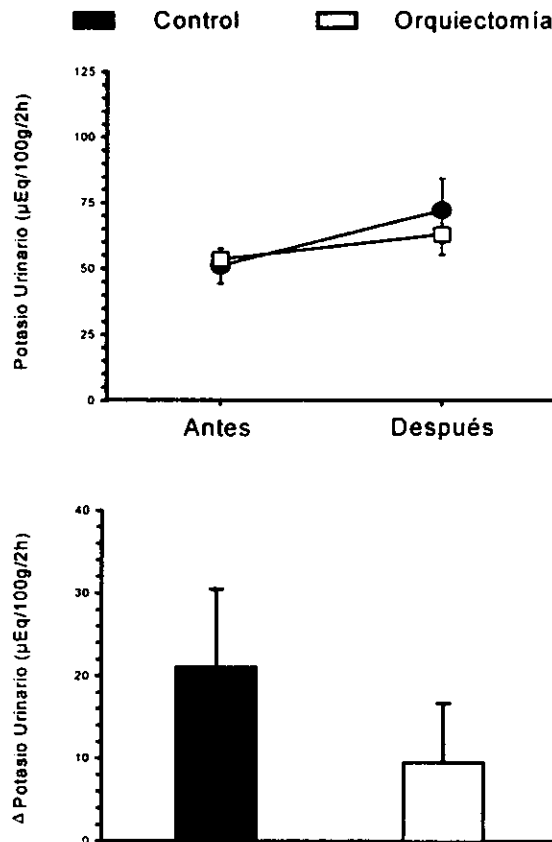 Control Orquiectomía
Potasio Urinario (µEq/100g/2h)
125
100
75
50
25
0
Antes Después
Δ Potasio Urinario (µEq/100g/2h)
40
30
20
10
0